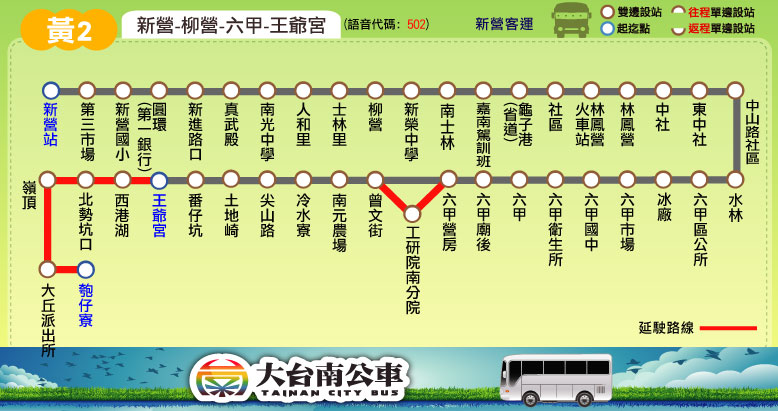 黃2
新營-柳營-六甲-王爺宮
(語音代碼：502)
新營客運
雙邊設站
起迄點
往程單邊設站
返程單邊設站
新營站
第三市場
新營國小
圓環
(第一銀行)
新進路口
真武殿
南光中學
人和里
士林里
柳營
新榮中學
南士林
嘉南駕訓班
龜子港
(省道)
社區
林鳳營
火車站
林鳳營
中社
東中社
中山路社區
水林
六甲區公所
冰廠
六甲市場
六甲國中
六甲衛生所
六甲
六甲廟後
六甲營房
工研院南分院
曾文街
南元農場
冷水寮
尖山路
土地崎
番仔坑
王爺宮
西港湖
北勢坑口
嶺頂
大丘派出所
匏仔寮
延駛路線
大台南公車
TAINAN CITY BUS